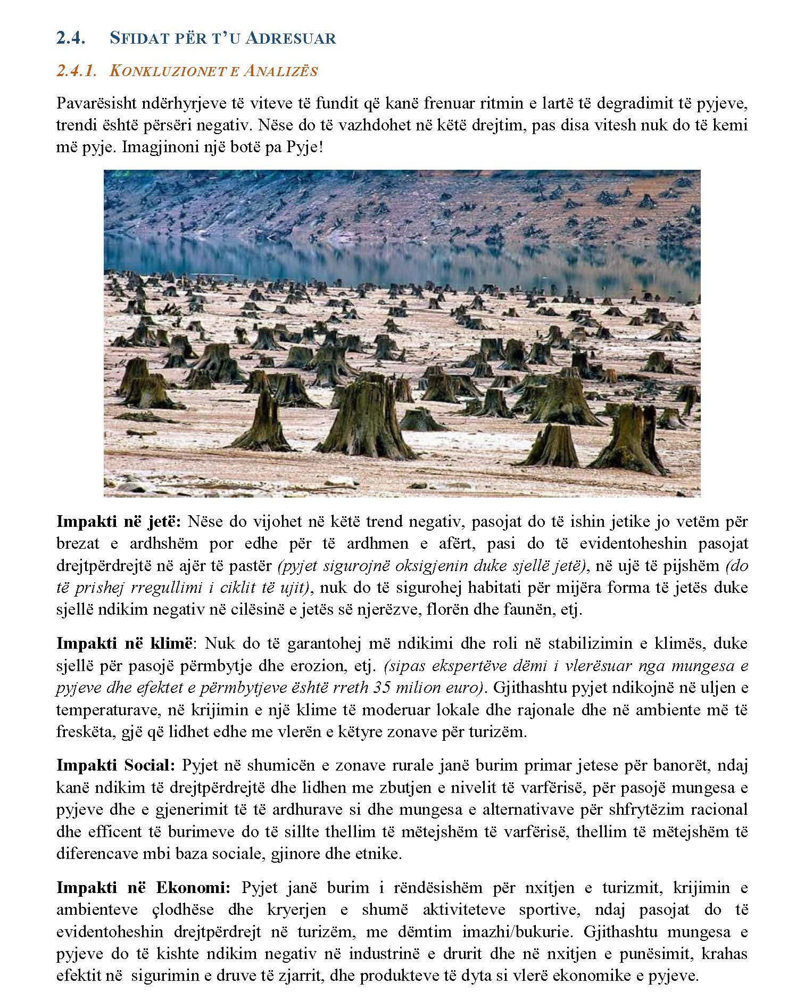 2.4. SFIDAT PËR T’U ADRESUAR
2.4.1. KONKLUZIONET E ANALIZËS
Pavarësisht ndërhyrjeve të viteve të fundit që kanë frenuar ritmin e lartë të degradimit të pyjeve,
trendi është përsëri negativ. Nëse do të vazhdohet në këtë drejtim, pas disa vitesh nuk do të kemi
më pyje. Imagjinoni një botë pa Pyje!
Impakti në jetë: Nëse do vijohet në këtë trend negativ, pasojat do të ishin jetike jo vetëm për
brezat e ardhshëm por edhe për të ardhmen e afërt, pasi do të evidentoheshin pasojat
drejtpërdrejtë në ajër të pastër (pyjet sigurojnë oksigjenin duke sjellë jetë), në ujë të pijshëm (do
të prishej rregullimi i ciklit të ujit), nuk do të sigurohej habitati për mijëra forma të jetës duke
sjellë ndikim negativ në cilësinë e jetës së njerëzve, florën dhe faunën, etj.
Impakti në klimë: Nuk do të garantohej më ndikimi dhe roli në stabilizimin e klimës, duke
sjellë për pasojë përmbytje dhe erozion, etj. (sipas ekspertëve dëmi i vlerësuar nga mungesa e
pyjeve dhe efektet e përmbytjeve është rreth 35 milion euro). Gjithashtu pyjet ndikojnë në uljen e
temperaturave, në krijimin e një klime të moderuar lokale dhe rajonale dhe në ambiente më të
freskëta, gjë që lidhet edhe me vlerën e këtyre zonave për turizëm.
Impakti Social: Pyjet në shumicën e zonave rurale janë burim primar jetese për banorët, ndaj
kanë ndikim të drejtpërdrejtë dhe lidhen me zbutjen e nivelit të varfërisë, për pasojë mungesa e
pyjeve dhe e gjenerimit të të ardhurave si dhe mungesa e alternativave për shfrytëzim racional
dhe efficent të burimeve do të sillte thellim të mëtejshëm të varfërisë, thellim të mëtejshëm të
diferencave mbi baza sociale, gjinore dhe etnike.
Impakti në Ekonomi: Pyjet janë burim i rëndësishëm për nxitjen e turizmit, krijimin e
ambienteve çlodhëse dhe kryerjen e shumë aktiviteteve sportive, ndaj pasojat do të
evidentoheshin drejtpërdrejt në turizëm, me dëmtim imazhi/bukurie. Gjithashtu mungesa e
pyjeve do të kishte ndikim negativ në industrinë e drurit dhe në nxitjen e punësimit, krahas
efektit në sigurimin e druve të zjarrit, dhe produkteve të dyta si vlerë ekonomike e pyjeve.